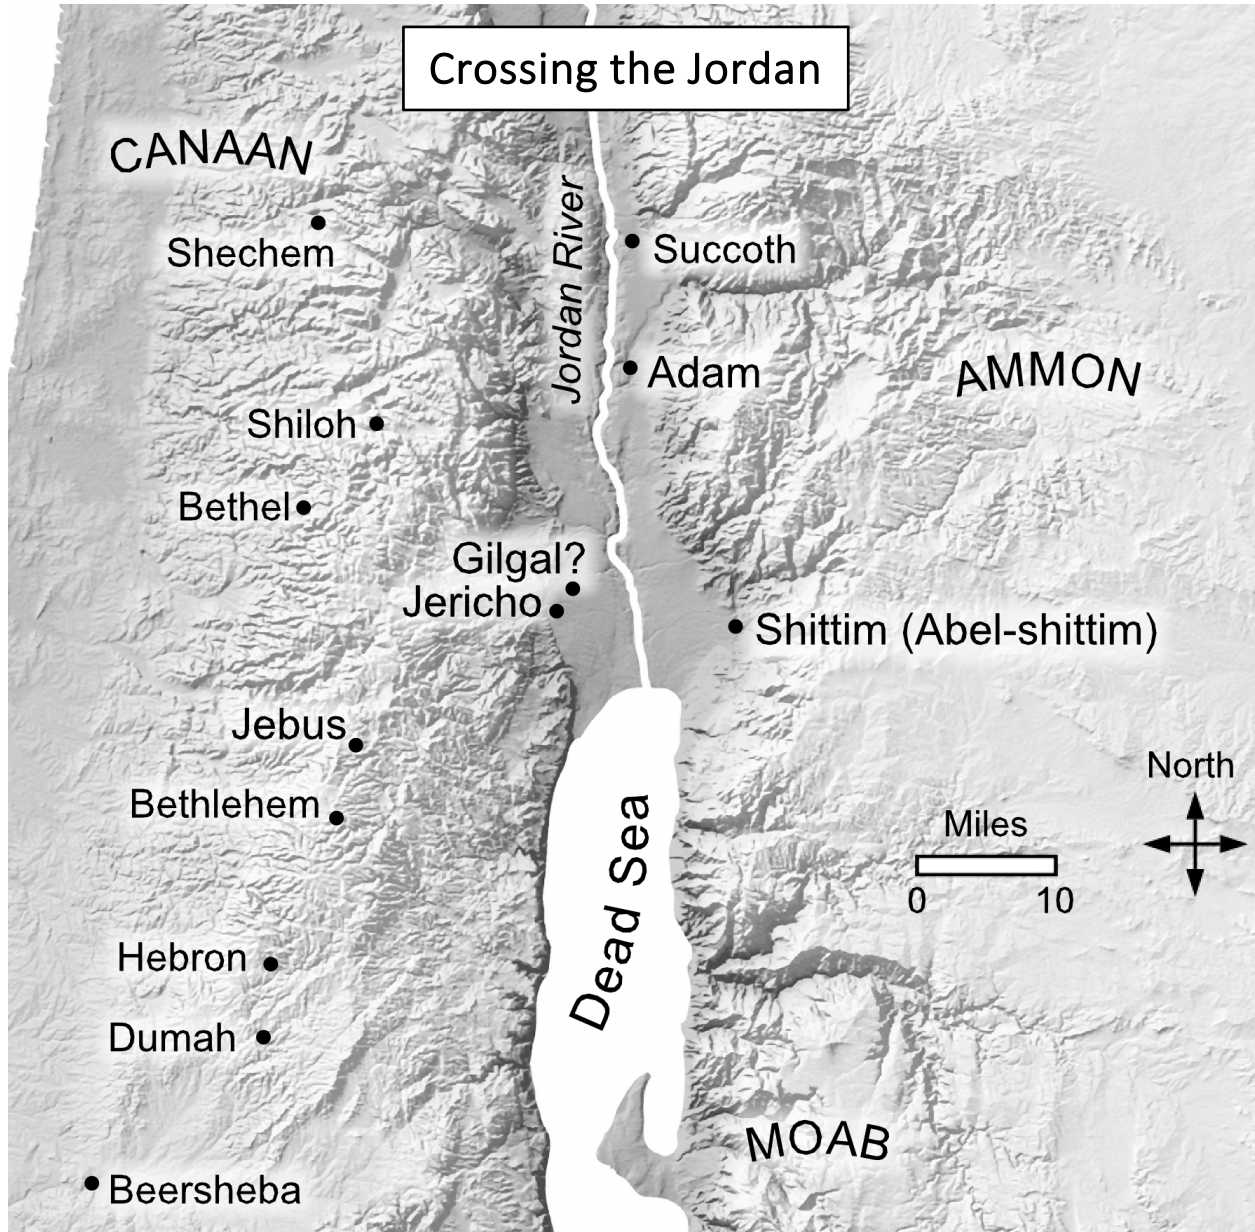 Crossing the Jordan
CANAAN
Jordan River
Shechem
Succoth
Adam
AMMON
Shiloh
Bethel
Gilgal?
Jericho
Shittim (Abel-shittim)
Jebus
Bethlehem
Dead Sea
North
Miles
0 10
Hebron
Dumah
MOAB
Beersheba